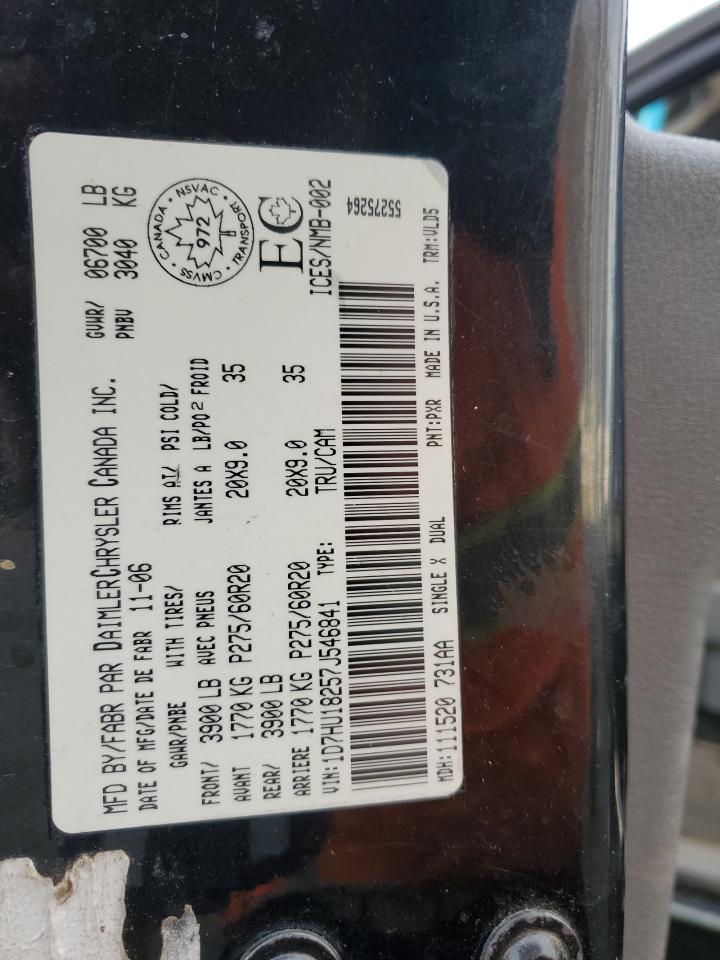 MFD BY/FABR PAR DAIMLERCHRYSLER CANADA INC.
DATE OF MFG/DATE DE FABR 11-06
GVWR/ 06700 LB
PNBV 3040 KG
GAWR/PNBE WITH TIRES/ RIMS AT/ PSI COLD/
AVEC PNEUS JANTES A LB/PO² FROID
FRONT/ 3900 LB
AVANT 1770 KG P275/60R20 20X9.0 35
REAR/ 3900 LB
ARRIERE 1770 KG P275/60R20 20X9.0 35
CANADA · NSVAC · TRANSPORT · CMVSS
972
EC
ICES/NMB-002
VIN:1D7HU18257J546841 TYPE: TRU/CAM
55275264
MDH:111520 731AA SINGLE X DUAL PNT:PXR MADE IN U.S.A. TRM:VLD5